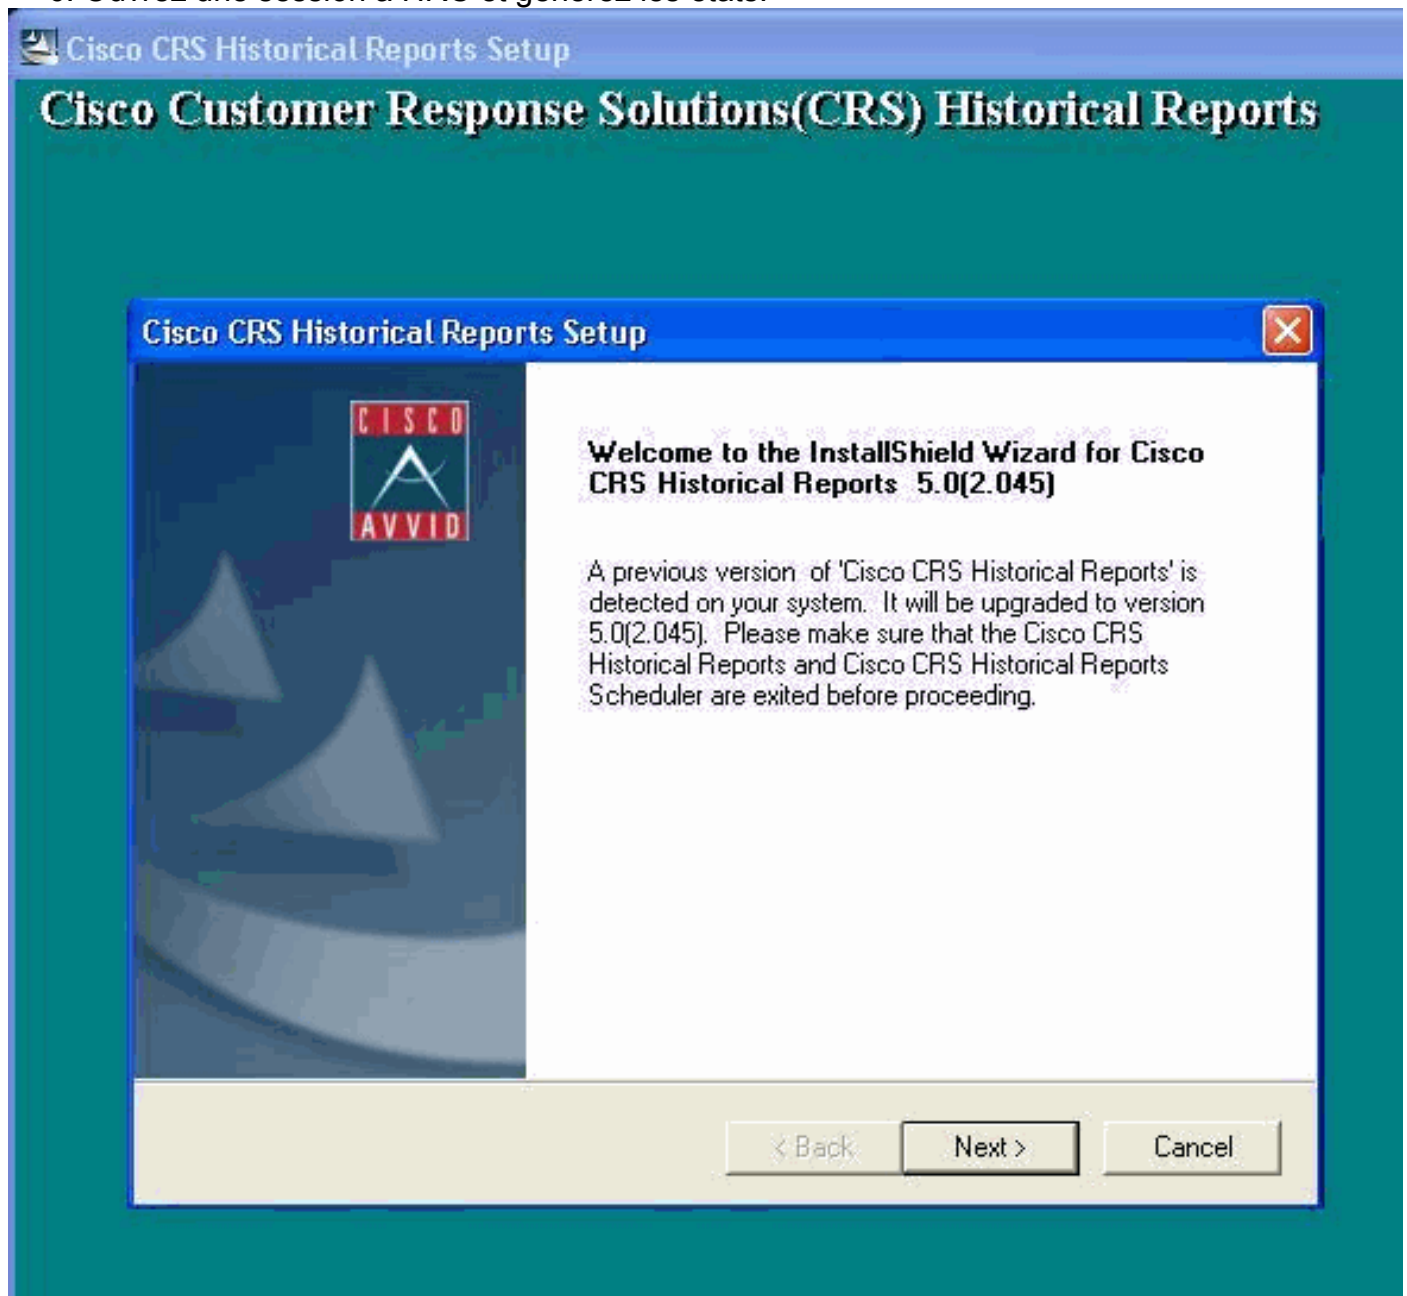 Cisco CRS Historical Reports Setup
Cisco Customer Response Solutions(CRS) Historical Reports
Cisco CRS Historical Reports Setup
CISCO
AVVID
Welcome to the InstallShield Wizard for Cisco
CRS Historical Reports 5.0(2.045)
A previous version of 'Cisco CRS Historical Reports' is
detected on your system. It will be upgraded to version
5.0(2.045). Please make sure that the Cisco CRS
Historical Reports and Cisco CRS Historical Reports
Scheduler are exited before proceeding.
< Back
Next >
Cancel